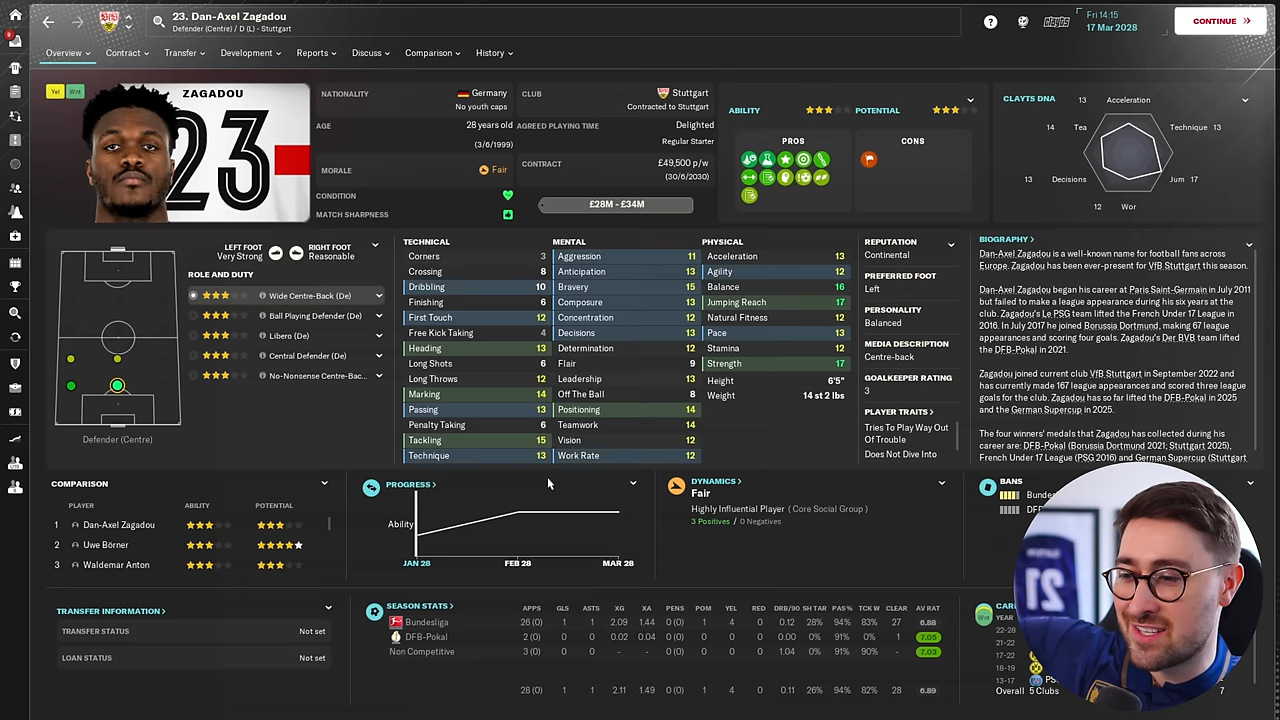 23. Dan-Axel Zagadou
Defender (Centre) / D (L) - Stuttgart
Fri 14:15
17 Mar 2028
CONTINUE
clayts
Overview
Contract
Transfer
Development
Reports
Discuss
Comparison
History
Yel
Wnt
ZAGADOU
23
NATIONALITY
Germany
No youth caps
AGE
28 years old
(3/6/1999)
MORALE
Fair
CONDITION
MATCH SHARPNESS
CLUB
Stuttgart
Contracted to Stuttgart
AGREED PLAYING TIME
Delighted
Regular Starter
CONTRACT
£49,500 p/w
(30/6/2030)
£28M - £34M
ABILITY
POTENTIAL
PROS
CONS
CLAYTS DNA
13 Acceleration
14 Tea
Technique 13
13 Decisions
Jum 17
12 Wor
LEFT FOOT
Very Strong
RIGHT FOOT
Reasonable
ROLE AND DUTY
Wide Centre-Back (De)
Ball Playing Defender (De)
Libero (De)
Central Defender (De)
No-Nonsense Centre-Bac...
Defender (Centre)
TECHNICAL
Corners 3
Crossing 8
Dribbling 10
Finishing 6
First Touch 12
Free Kick Taking 4
Heading 13
Long Shots 6
Long Throws 12
Marking 14
Passing 13
Penalty Taking 6
Tackling 15
Technique 13
MENTAL
Aggression 11
Anticipation 13
Bravery 15
Composure 13
Concentration 12
Decisions 13
Determination 12
Flair 9
Leadership 13
Off The Ball 8
Positioning 14
Teamwork 14
Vision 12
Work Rate 12
PHYSICAL
Acceleration 13
Agility 12
Balance 16
Jumping Reach 17
Natural Fitness 12
Pace 13
Stamina 12
Strength 17
Height 6'5"
Weight 14 st 2 lbs
REPUTATION
Continental
PREFERRED FOOT
Left
PERSONALITY
Balanced
MEDIA DESCRIPTION
Centre-back
GOALKEEPER RATING
3
PLAYER TRAITS
Tries To Play Way Out
Of Trouble
Does Not Dive Into
BIOGRAPHY
Dan-Axel Zagadou is a well-known name for football fans across
Europe. Zagadou has been ever-present for VfB Stuttgart this season.
Dan-Axel Zagadou began his career at Paris Saint-Germain in July 2011
but failed to make a league appearance during his six years at the
club. Zagadou's Le PSG team lifted the French Under 17 League in
2016. In July 2017 he joined Borussia Dortmund, making 67 league
appearances and scoring four goals. Zagadou's Der BVB team lifted
the DFB-Pokal in 2021.
Zagadou joined current club VfB Stuttgart in September 2022 and
has currently made 167 league appearances and scored three league
goals for the club. Zagadou has so far lifted the DFB-Pokal in 2025
and the German Supercup in 2025.
The four winners' medals that Zagadou has collected during his
career are: DFB-Pokal (Borussia Dortmund 2021; Stuttgart 2025),
French Under 17 League (PSG 2016) and German Supercup (Stuttgart
COMPARISON
PLAYER ABILITY POTENTIAL
1 Dan-Axel Zagadou
2 Uwe Börner
3 Waldemar Anton
PROGRESS
Ability
JAN 28 FEB 28 MAR 28
DYNAMICS
Fair
Highly Influential Player ( Core Social Group )
3 Positives / 0 Negatives
BANS
Bunde
DF
21
TRANSFER INFORMATION
TRANSFER STATUS Not set
LOAN STATUS Not set
SEASON STATS APPS GLS ASTS XG XA PENS POM YEL RED DRB/90 SH TAR PAS% TCK W CLEAR AV RAT
Bundesliga 26 (0) 1 1 2.09 1.44 0 (0) 1 4 0 0.12 28% 94% 83% 27 6.88
DFB-Pokal 2 (0) 0 0 0.02 0.04 0 (0) 0 0 0 0.00 0% 91% 0% 1 7.05
Non Competitive 3 (0) 0 0 - - 0 (0) 0 0 0 1.04 0% 91% 90% - 7.03
28 (0) 1 1 2.11 1.49 0 (0) 1 4 0 0.11 26% 94% 82% 28 6.89
Wnt
CAR
YEAR
22-28
21-22
17-22
18-19
13-17 PS
Overall 5 Clubs 7